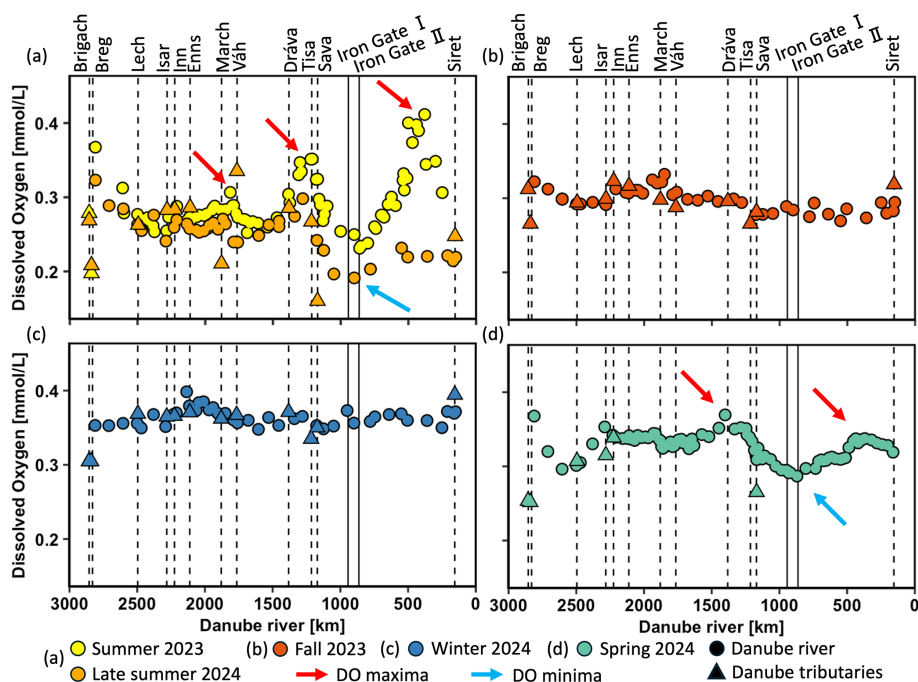 (a)
Brigach
Breg
Lech
Isar
Inn
Enns
March
Váh
Dráva
Tisa
Sava
Iron Gate I
Iron Gate II
Siret
(b)
Brigach
Breg
Lech
Isar
Inn
Enns
March
Váh
Dráva
Tisa
Sava
Iron Gate I
Iron Gate II
Siret
Dissolved Oxygen [mmol/L]
0.4
0.3
0.2
(c)
(d)
Dissolved Oxygen [mmol/L]
0.4
0.3
0.2
3000 2500 2000 1500 1000 500 0
Danube river [km]
3000 2500 2000 1500 1000 500 0
Danube river [km]
(a) Summer 2023 (b) Fall 2023 (c) Winter 2024 (d) Spring 2024 Danube river
Late summer 2024 DO maxima DO minima Danube tributaries